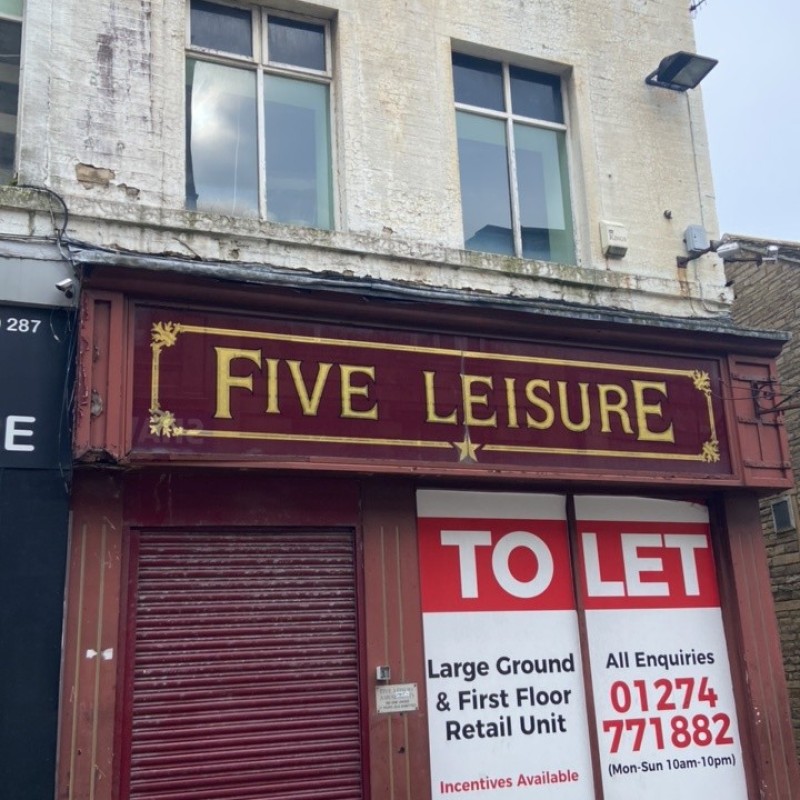 287
E
FIVE LEISURE
TO LET
Large Ground
& First Floor
Retail Unit
Incentives Available
All Enquiries
01274
771882
(Mon-Sun 10am-10pm)